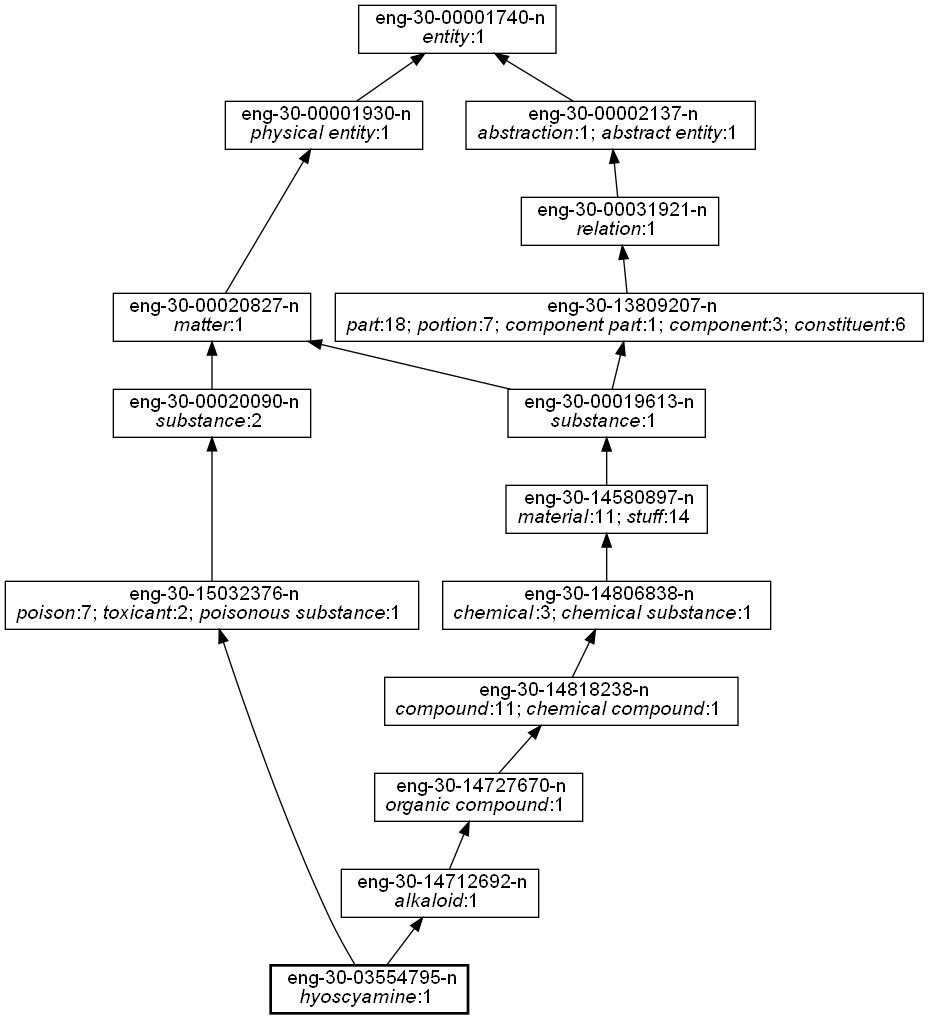 eng-30-00001740-n
entity:1
eng-30-00001930-n
physical entity:1
eng-30-00002137-n
abstraction:1; abstract entity:1
eng-30-00031921-n
relation:1
eng-30-00020827-n
matter:1
eng-30-13809207-n
part:18; portion:7; component part:1; component:3; constituent:6
eng-30-00020090-n
substance:2
eng-30-00019613-n
substance:1
eng-30-14580897-n
material:11; stuff:14
eng-30-15032376-n
poison:7; toxicant:2; poisonous substance:1
eng-30-14806838-n
chemical:3; chemical substance:1
eng-30-14818238-n
compound:11; chemical compound:1
eng-30-14727670-n
organic compound:1
eng-30-14712692-n
alkaloid:1
eng-30-03554795-n
hyoscyamine:1